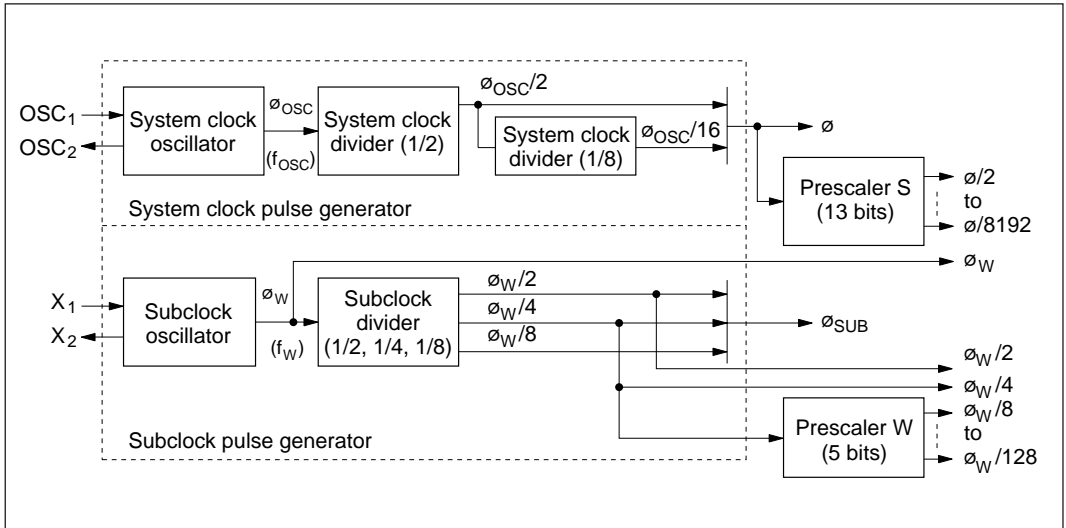 OSC1
OSC2
System clock
oscillator
øOSC
(fOSC)
System clock
divider (1/2)
øOSC/2
System clock
divider (1/8)
øOSC/16
ø
Prescaler S
(13 bits)
ø/2
to
ø/8192
System clock pulse generator
X1
X2
Subclock
oscillator
øW
(fW)
Subclock
divider
(1/2, 1/4, 1/8)
øW/2
øW/4
øW/8
øW
øSUB
øW/2
øW/4
Prescaler W
(5 bits)
øW/8
to
øW/128
Subclock pulse generator